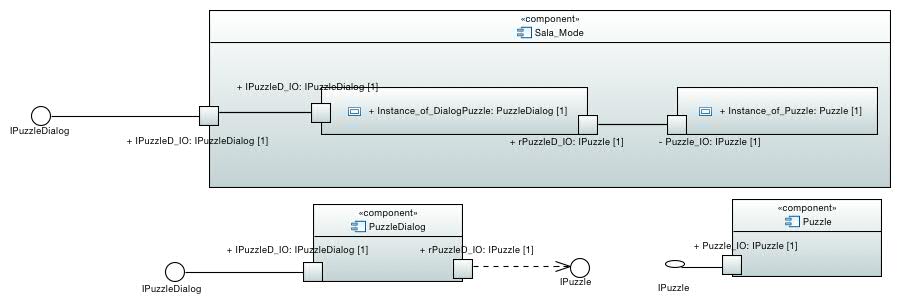 «component»
Sala_Mode
+ IPuzzleD_IO: IPuzzleDialog [1]
+ Instance_of_DialogPuzzle: PuzzleDialog [1]
+ Instance_of_Puzzle: Puzzle [1]
IPuzzleDialog
+ IPuzzleD_IO: IPuzzleDialog [1]
+ rPuzzleD_IO: IPuzzle [1]
- Puzzle_IO: IPuzzle [1]
«component»
PuzzleDialog
«component»
Puzzle
+ IPuzzleD_IO: IPuzzleDialog [1]
+ rPuzzleD_IO: IPuzzle [1]
+ Puzzle_IO: IPuzzle [1]
IPuzzleDialog
IPuzzle
IPuzzle